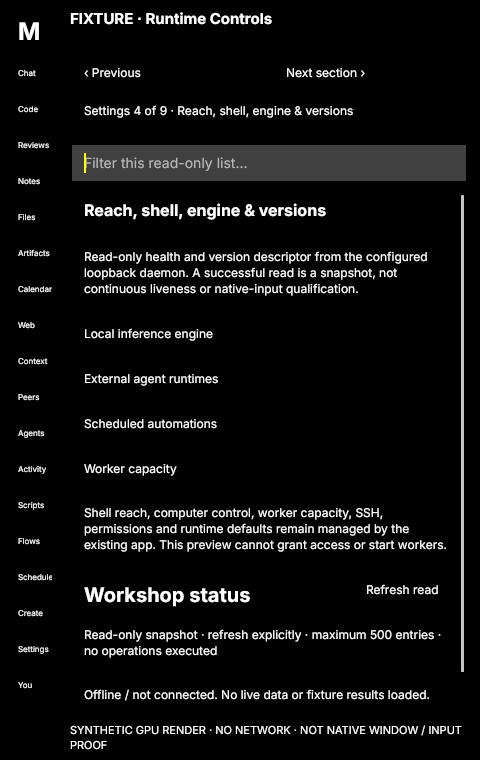 M
FIXTURE · Runtime Controls
Chat
Code
Reviews
Notes
Files
Artifacts
Calendar
Web
Context
Peers
Agents
Activity
Scripts
Flows
Schedule
Create
Settings
You
‹ Previous
Next section ›
Settings 4 of 9 · Reach, shell, engine & versions
Filter this read-only list...
Reach, shell, engine & versions
Read-only health and version descriptor from the configured
loopback daemon. A successful read is a snapshot, not
continuous liveness or native-input qualification.
Local inference engine
External agent runtimes
Scheduled automations
Worker capacity
Shell reach, computer control, worker capacity, SSH,
permissions and runtime defaults remain managed by the
existing app. This preview cannot grant access or start workers.
Workshop status
Refresh read
Read-only snapshot · refresh explicitly · maximum 500 entries ·
no operations executed
Offline / not connected. No live data or fixture results loaded.
SYNTHETIC GPU RENDER · NO NETWORK · NOT NATIVE WINDOW / INPUT
PROOF